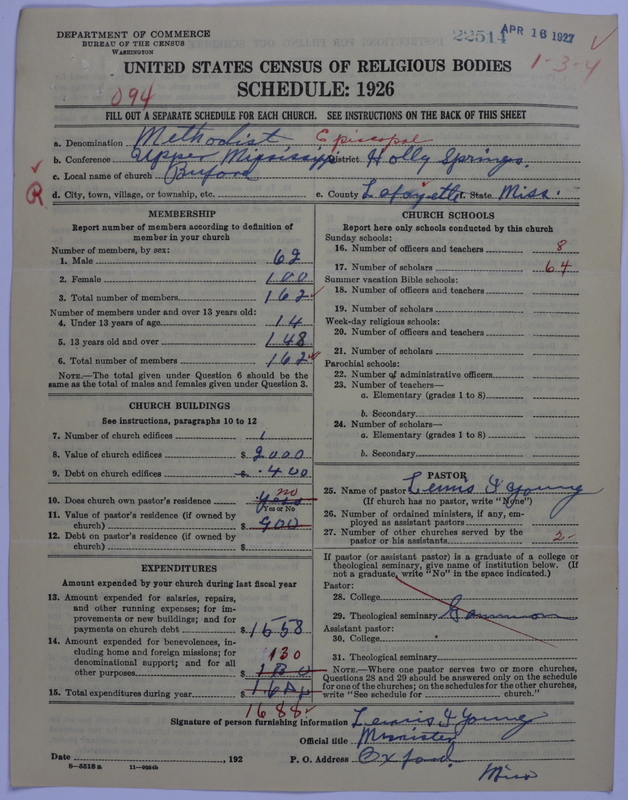 DEPARTMENT OF COMMERCE
BUREAU OF THE CENSUS
WASHINGTON
22514 APR 16 1927
1-3-4
UNITED STATES CENSUS OF RELIGIOUS BODIES
SCHEDULE: 1926
094
FILL OUT A SEPARATE SCHEDULE FOR EACH CHURCH. SEE INSTRUCTIONS ON THE BACK OF THIS SHEET
a. Denomination Methodist Episcopal
b. Conference Upper Mississippi District Holly Springs.
c. Local name of church Buford
R
d. City, town, village, or township, etc. e. County Lafayette f. State Miss.
MEMBERSHIP
Report number of members according to definition of
member in your church
Number of members, by sex:
1. Male 62
2. Female 100
3. Total number of members 162
Number of members under and over 13 years old:
4. Under 13 years of age 14
5. 13 years old and over 148
6. Total number of members 162
NOTE.—The total given under Question 6 should be the
same as the total of males and females given under Question 3.
CHURCH BUILDINGS
See instructions, paragraphs 10 to 12
7. Number of church edifices 1
8. Value of church edifices $ 2000
9. Debt on church edifices $ 400
10. Does church own pastor's residence no
Yes or No
11. Value of pastor's residence (if owned by
church) $ 900
12. Debt on pastor's residence (if owned by
church) $
EXPENDITURES
Amount expended by your church during last fiscal year
13. Amount expended for salaries, repairs,
and other running expenses; for im-
provements or new buildings; and for
payments on church debt $ 1558
14. Amount expended for benevolences, in-
cluding home and foreign missions; for
denominational support; and for all
other purposes $ 130
15. Total expenditures during year $
1688
CHURCH SCHOOLS
Report here only schools conducted by this church
Sunday schools:
16. Number of officers and teachers 8
17. Number of scholars 64
Summer vacation Bible schools:
18. Number of officers and teachers
19. Number of scholars
Week-day religious schools:
20. Number of officers and teachers
21. Number of scholars
Parochial schools:
22. Number of administrative officers
23. Number of teachers—
a. Elementary (grades 1 to 8)
b. Secondary
24. Number of scholars—
a. Elementary (grades 1 to 8)
b. Secondary
PASTOR
25. Name of pastor Lewis I Young
(If church has no pastor, write "None")
26. Number of ordained ministers, if any, em-
ployed as assistant pastors
27. Number of other churches served by the
pastor or his assistants 2
If pastor (or assistant pastor) is a graduate of a college or
theological seminary, give name of institution below. (If
not a graduate, write "No" in the space indicated.)
Pastor:
28. College
29. Theological seminary Gammon
Assistant pastor:
30. College
31. Theological seminary
NOTE.—Where one pastor serves two or more churches,
Questions 28 and 29 should be answered only on the schedule
for one of the churches; on the schedules for the other churches,
write "See schedule for church."
Signature of person furnishing information Lewis I Young
Official title Minister
Date , 192 P. O. Address Oxford.
Miss
8-5518 a 11-9954b